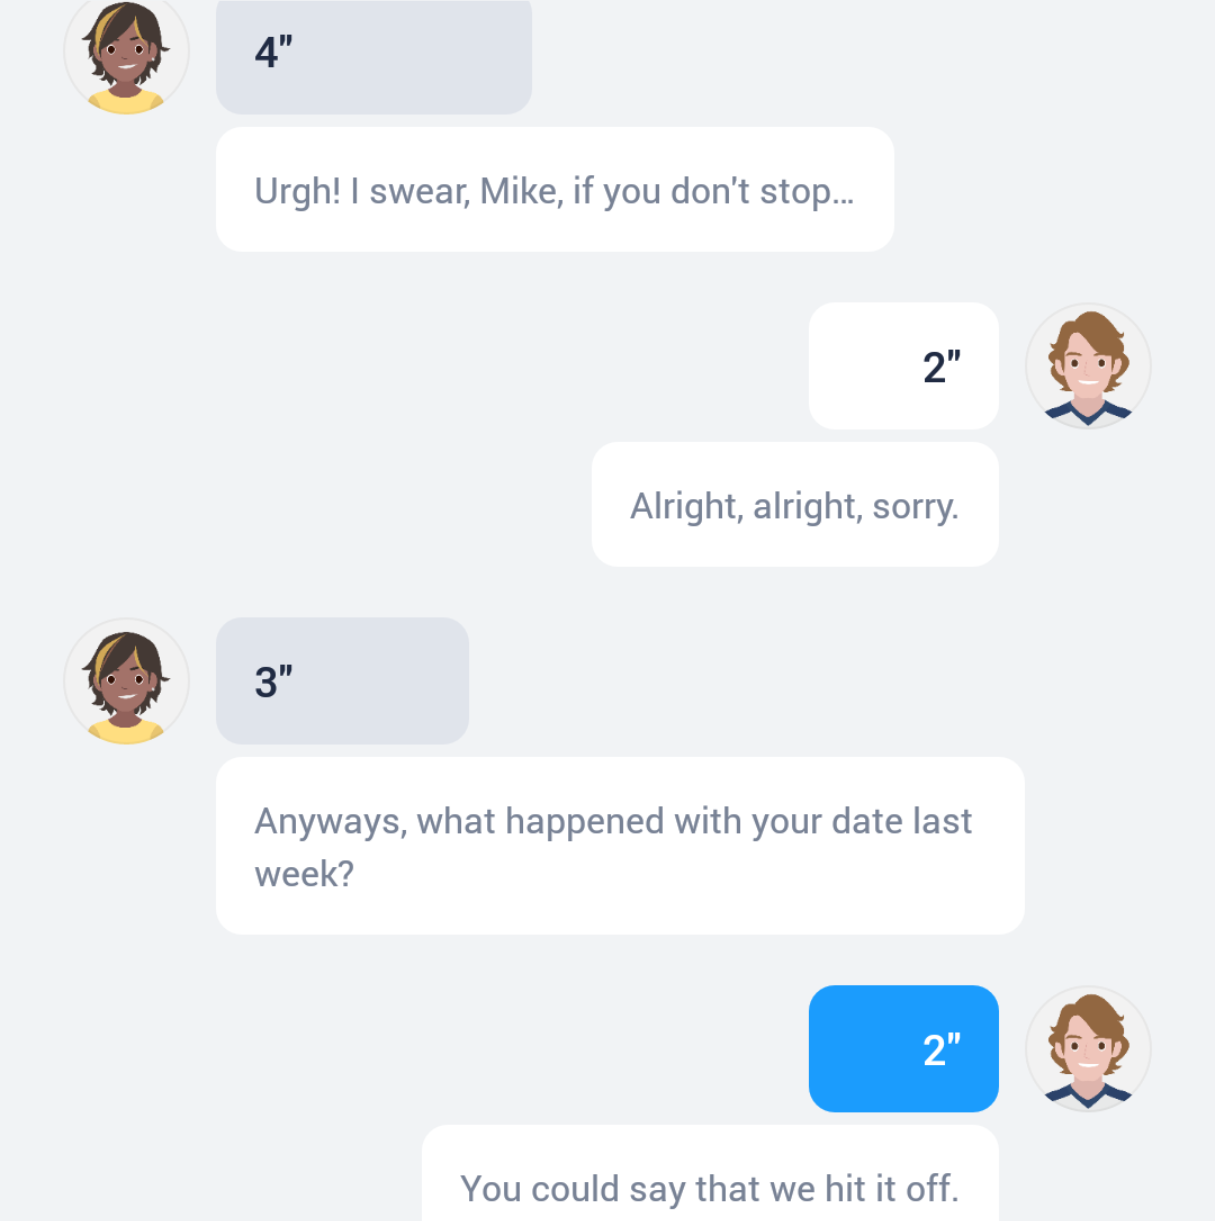 4"
Urgh! I swear, Mike, if you don't stop...
2"
Alright, alright, sorry.
3"
Anyways, what happened with your date last
week?
2"
You could say that we hit it off.